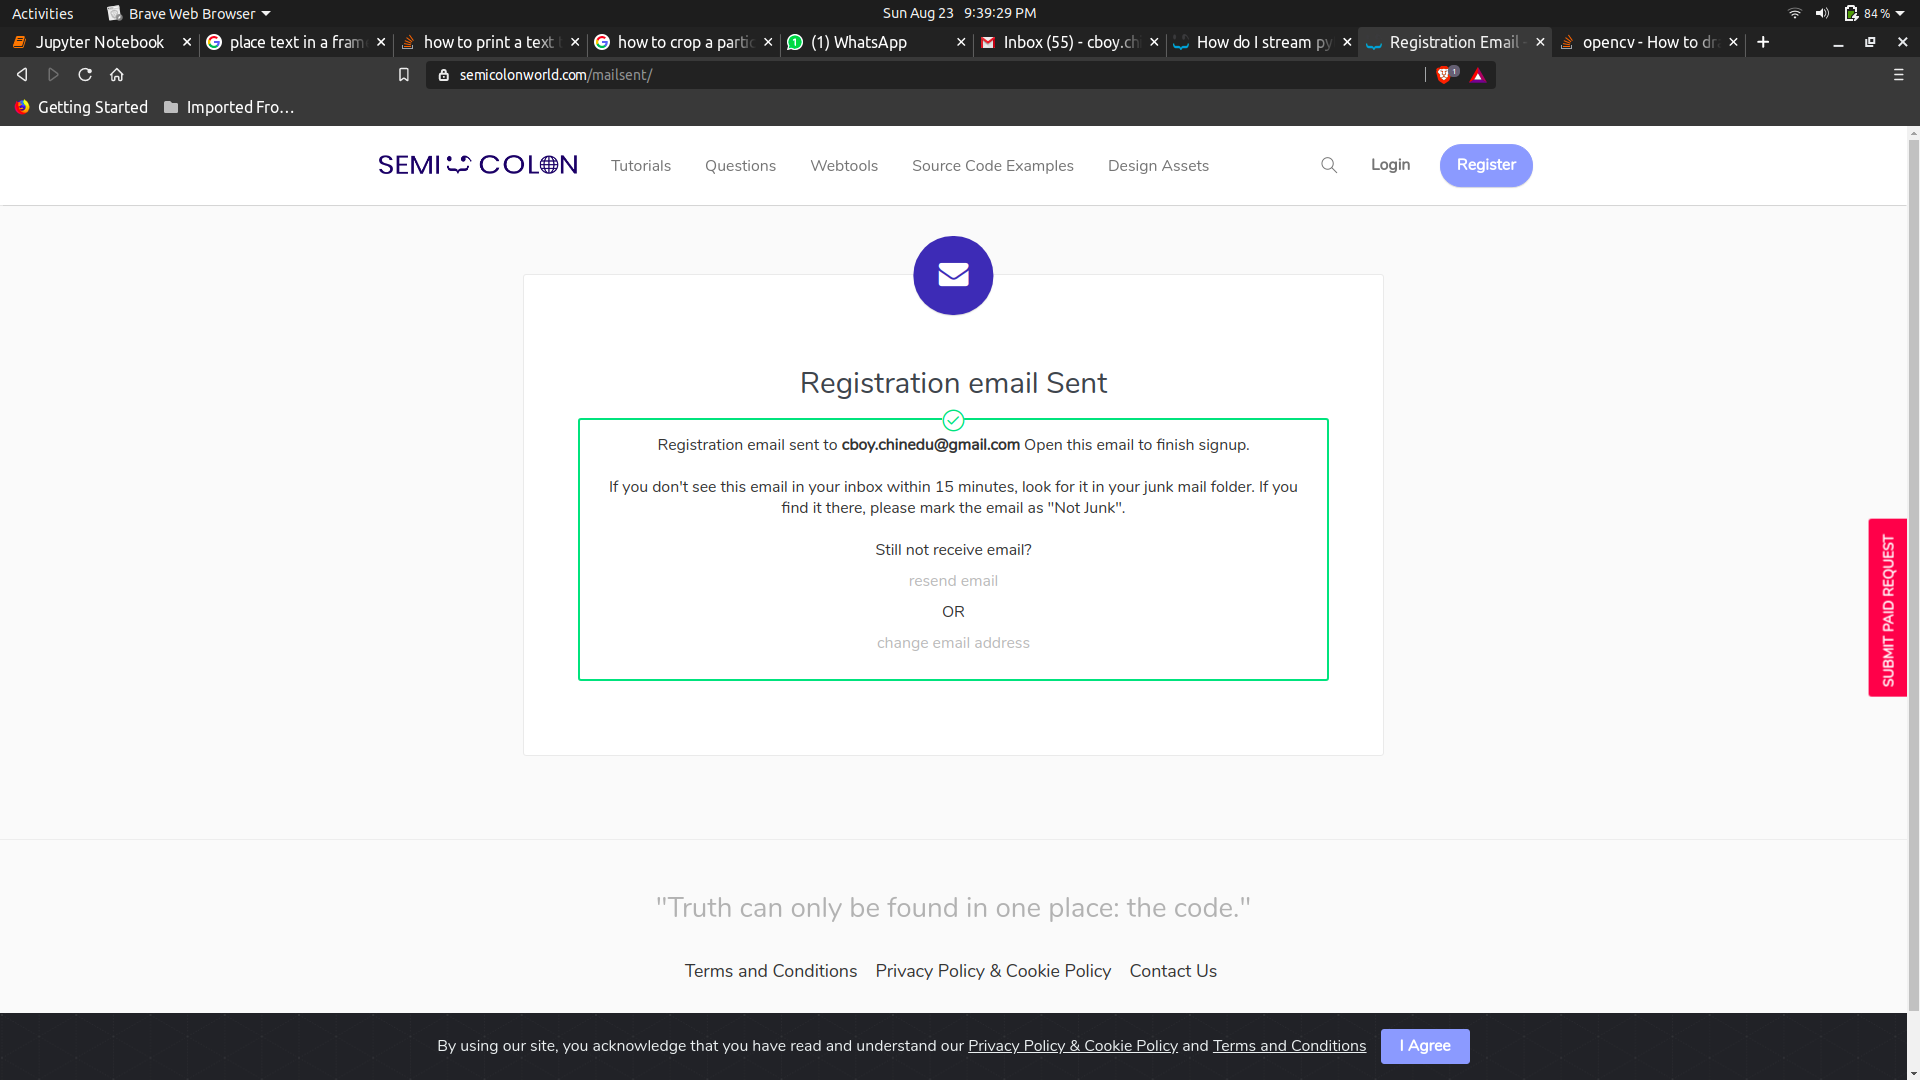 Activities
Brave Web Browser
Sun Aug 23 9:39:29 PM
84 %
Jupyter Notebook
place text in a fram
how to print a text
how to crop a partic
(1) WhatsApp
Inbox (55) - cboy.ch
How do I stream py
Registration Email -
opencv - How to dr
semicolonworld.com/mailsent/
1
Getting Started
Imported Fro...
SEMI COLON
Tutorials
Questions
Webtools
Source Code Examples
Design Assets
Login
Register
Registration email Sent
Registration email sent to cboy.chinedu@gmail.com Open this email to finish signup.
If you don't see this email in your inbox within 15 minutes, look for it in your junk mail folder. If you
find it there, please mark the email as "Not Junk".
Still not receive email?
resend email
OR
change email address
SUBMIT PAID REQUEST
"Truth can only be found in one place: the code."
Terms and Conditions
Privacy Policy & Cookie Policy
Contact Us
By using our site, you acknowledge that you have read and understand our Privacy Policy & Cookie Policy and Terms and Conditions
I Agree